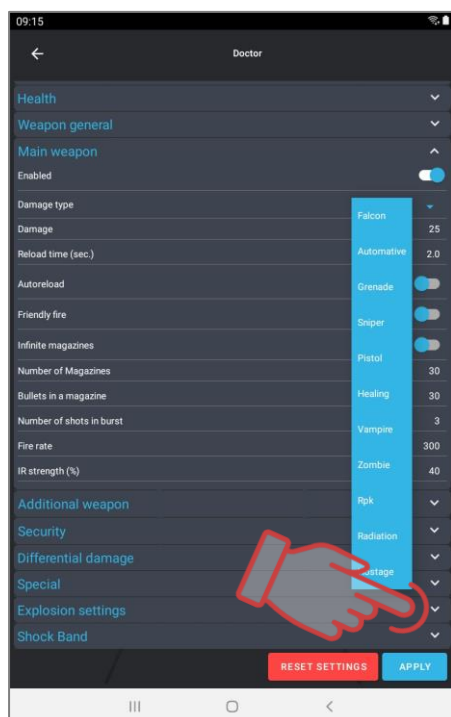 09:15
Doctor
Health
Weapon general
Main weapon
Enabled
Damage type
Falcon
Damage 25
Automative
Reload time (sec.) 2.0
Autoreload
Grenade
Friendly fire
Sniper
Infinite magazines
Pistol
Number of Magazines 30
Bullets in a magazine 30
Healing
Number of shots in burst 3
Vampire
Fire rate 300
Zombie
IR strength (%) 40
Additional weapon
Rpk
Security
Radiation
Differential damage
Special
Explosion settings
Shock Band
RESET SETTINGS APPLY